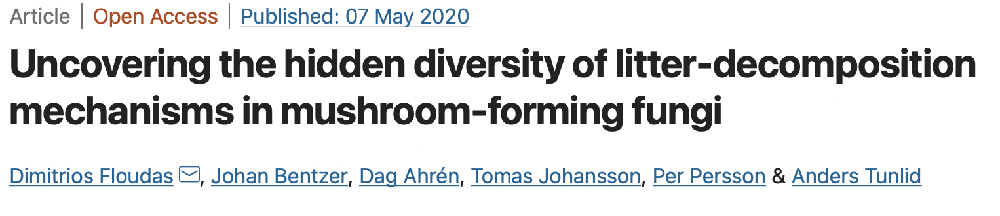 Article | Open Access | Published: 07 May 2020
Uncovering the hidden diversity of litter-decomposition
mechanisms in mushroom-forming fungi
Dimitrios Floudas, Johan Bentzer, Dag Ahrén, Tomas Johansson, Per Persson & Anders Tunlid